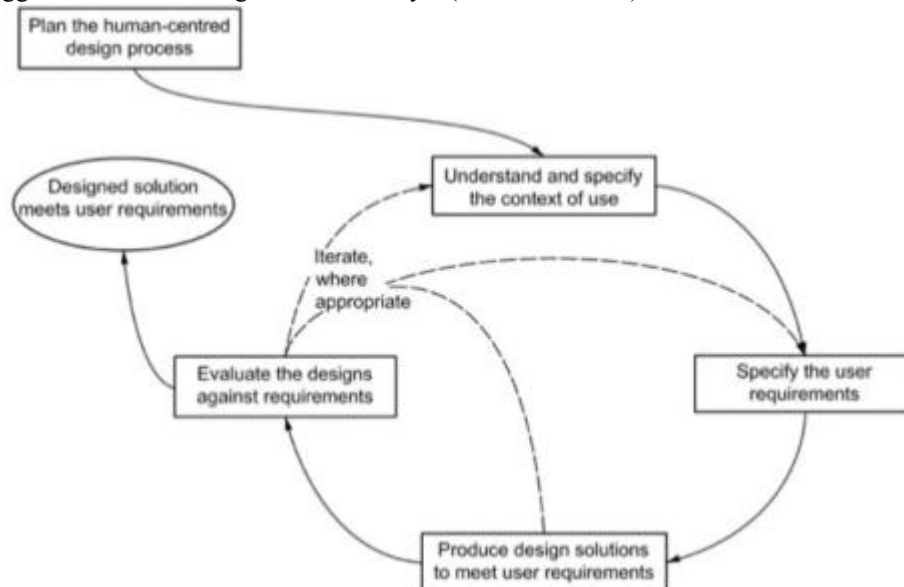 Plan the human-centred
design process
Understand and specify
the context of use
Designed solution
meets user requirements
Iterate,
where
appropriate
Evaluate the designs
against requirements
Specify the user
requirements
Produce design solutions
to meet user requirements